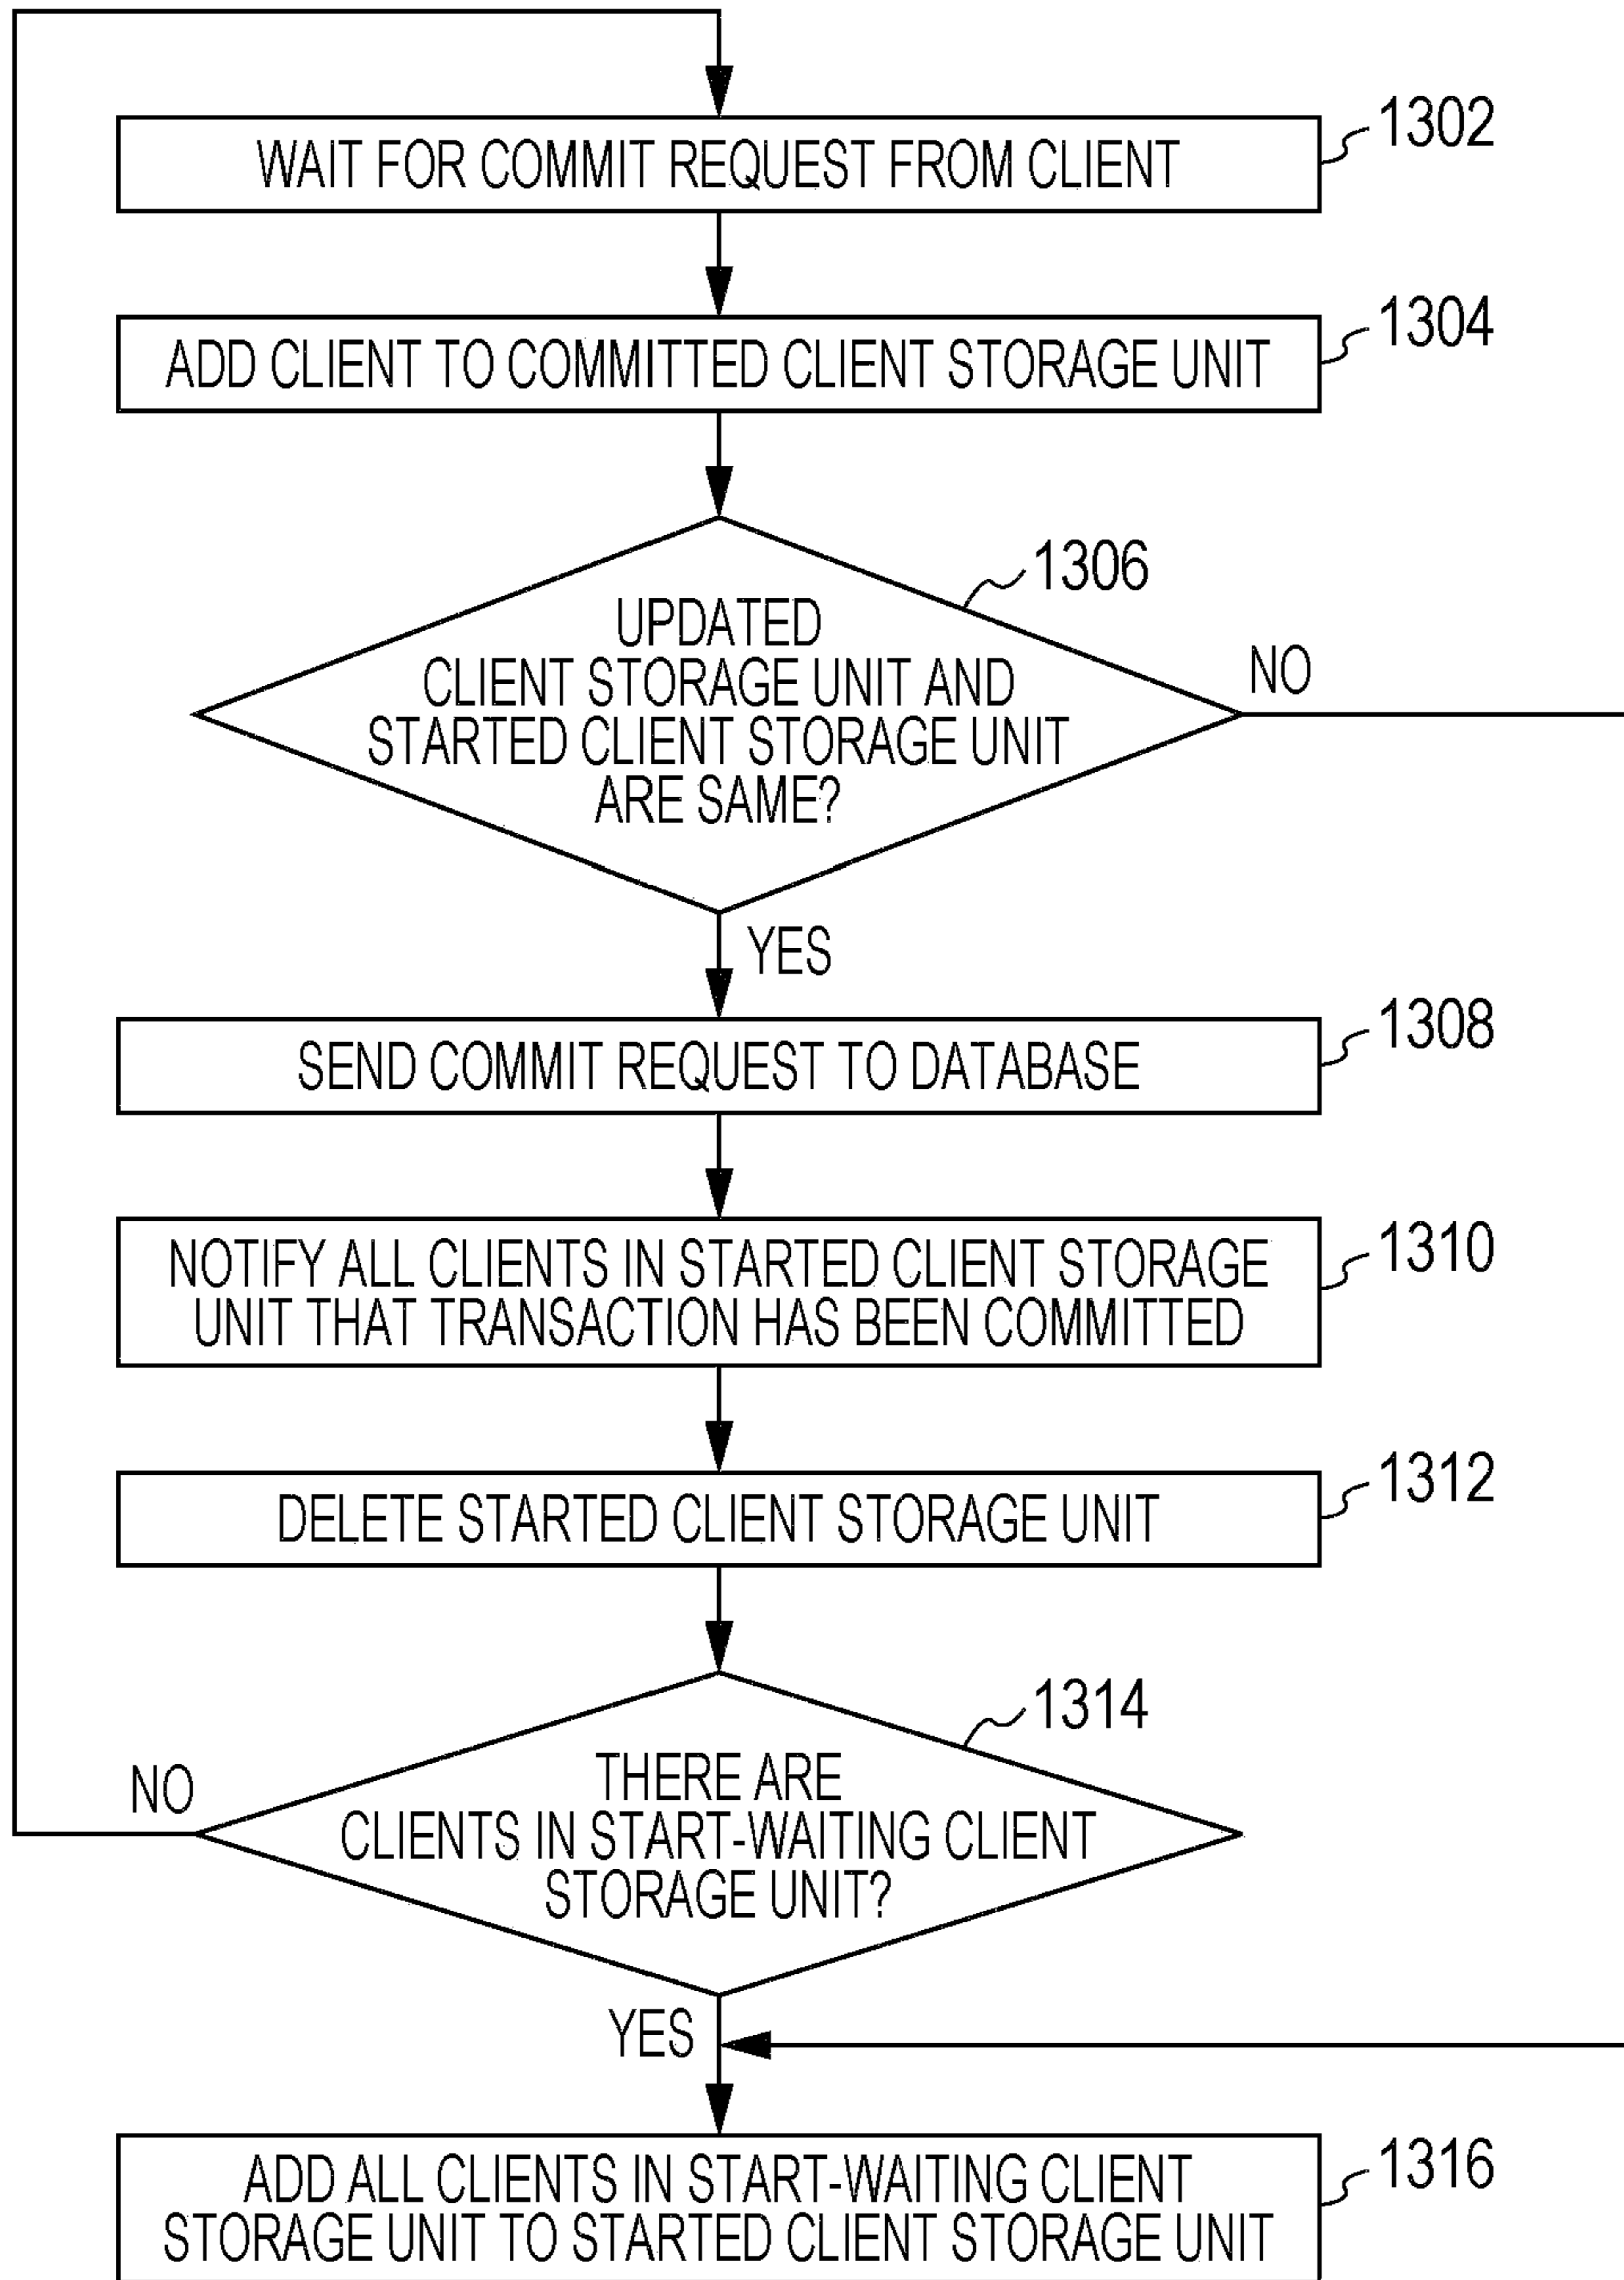 WAIT FOR COMMIT REQUEST FROM CLIENT
1302
ADD CLIENT TO COMMITTED CLIENT STORAGE UNIT
1304
1306
UPDATED
CLIENT STORAGE UNIT AND
STARTED CLIENT STORAGE UNIT
ARE SAME?
NO
YES
SEND COMMIT REQUEST TO DATABASE
1308
NOTIFY ALL CLIENTS IN STARTED CLIENT STORAGE
UNIT THAT TRANSACTION HAS BEEN COMMITTED
1310
DELETE STARTED CLIENT STORAGE UNIT
1312
1314
THERE ARE
CLIENTS IN START-WAITING CLIENT
STORAGE UNIT?
NO
YES
ADD ALL CLIENTS IN START-WAITING CLIENT
STORAGE UNIT TO STARTED CLIENT STORAGE UNIT
1316